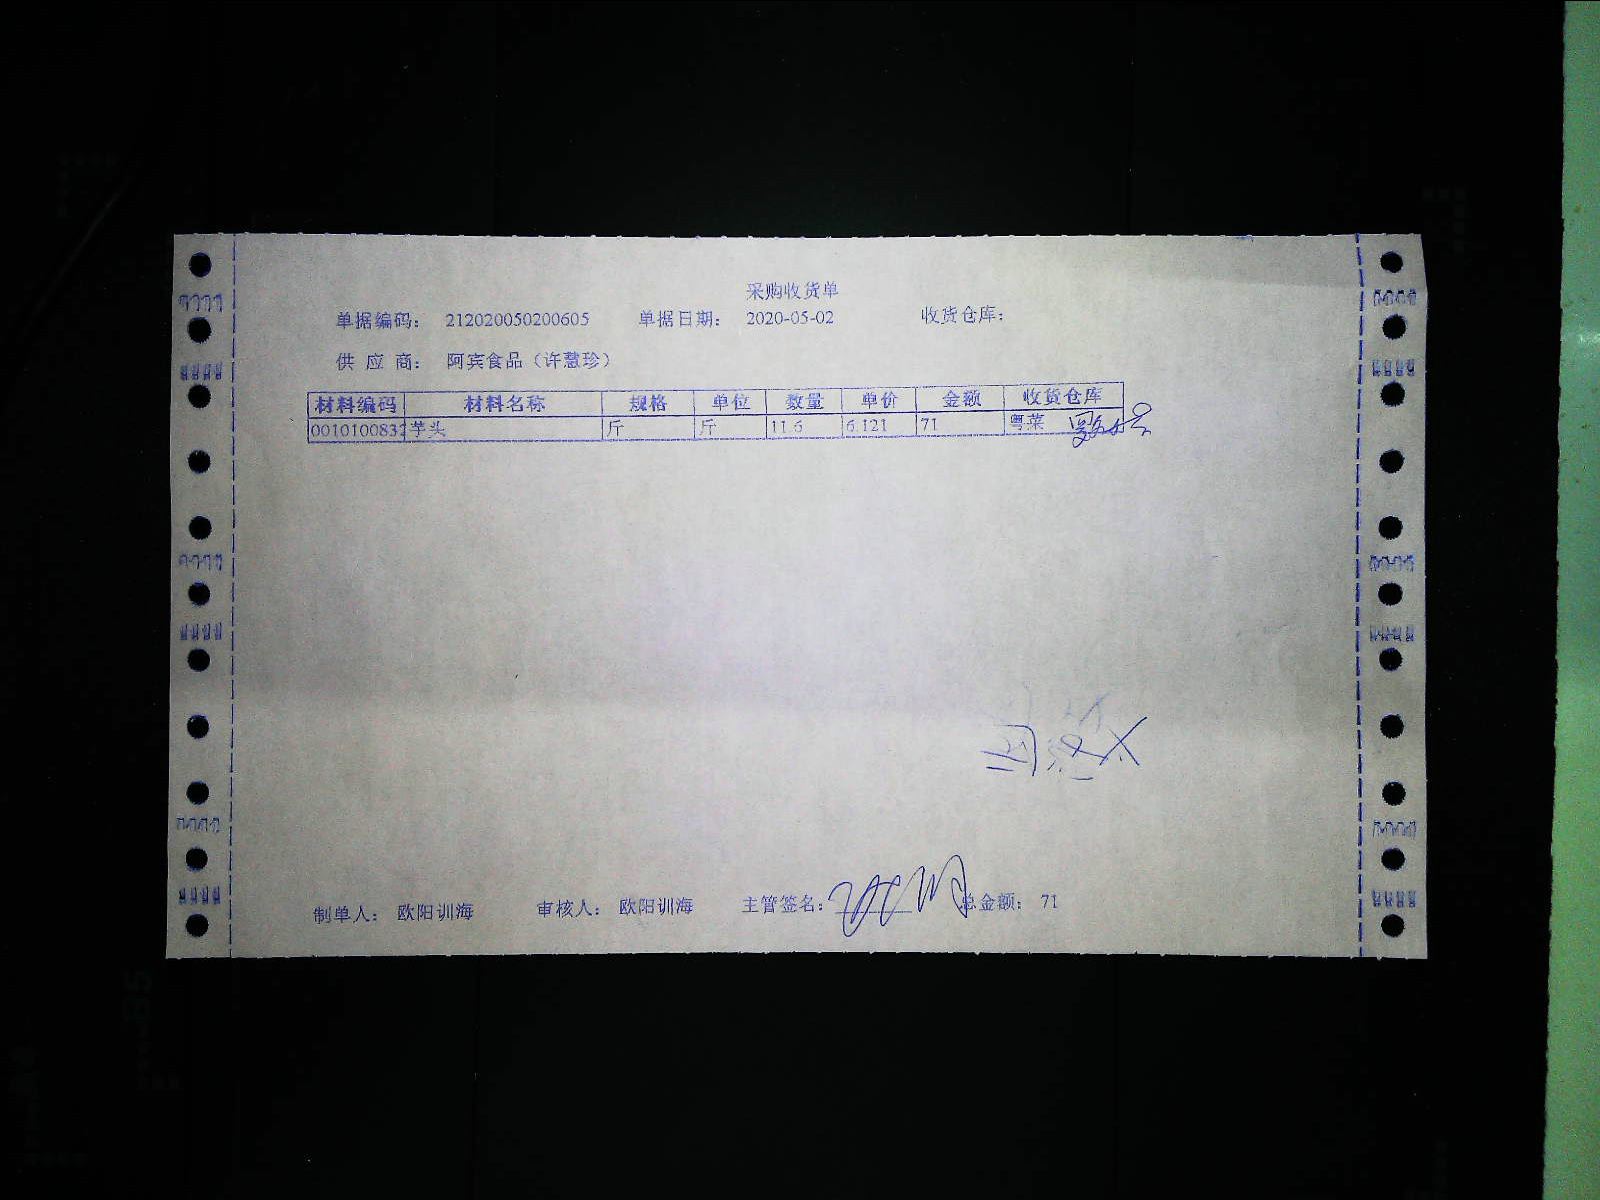 采购收货单
单据编码： 212020050200605 单据日期： 2020-05-02 收货仓库：
供 应 商： 阿宾食品（许慧珍）
材料编码 材料名称 规格 单位 数量 单价 金额 收货仓库
0010100832 芋头 斤 斤 11.6 6.121 71 粤菜
制单人： 欧阳训海 审核人： 欧阳训海 主管签名： 总金额： 71